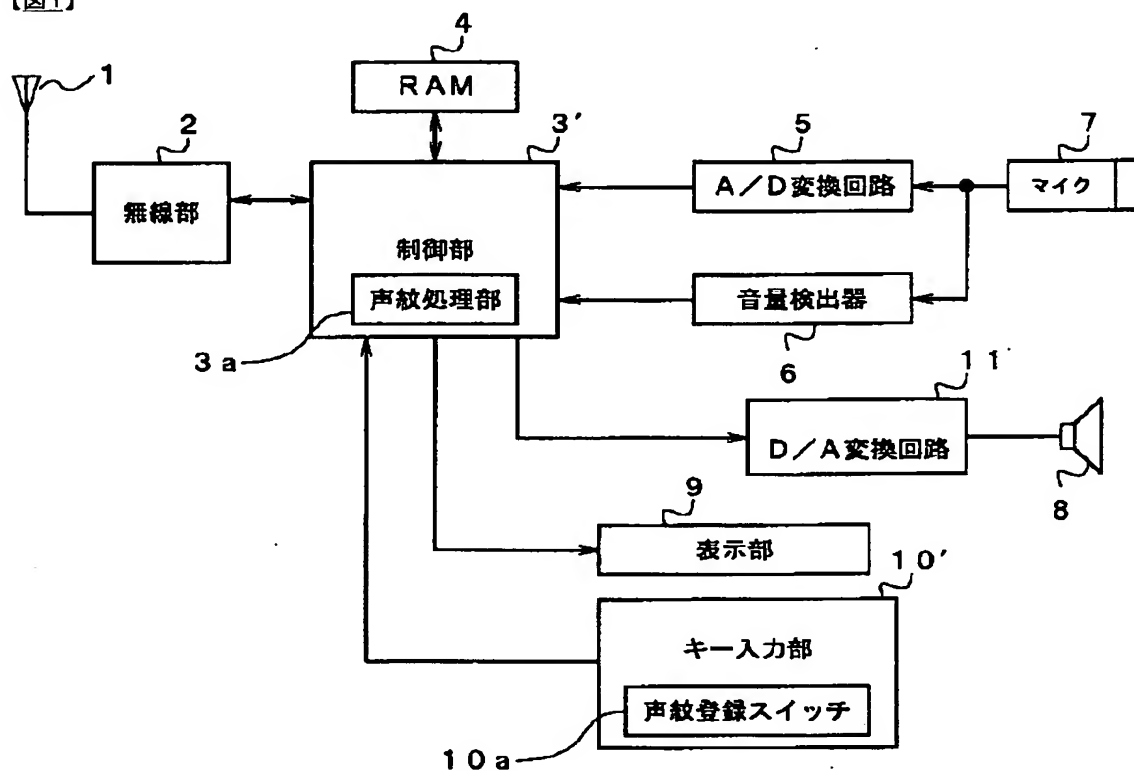 【図1】
4
1
RAM
2
3′
5
7
A／D変換回路
マイク
無線部
制御部
声紋処理部
音量検出器
3a
6
11
D／A変換回路
8
9
表示部
10′
キー入力部
声紋登録スイッチ
10a